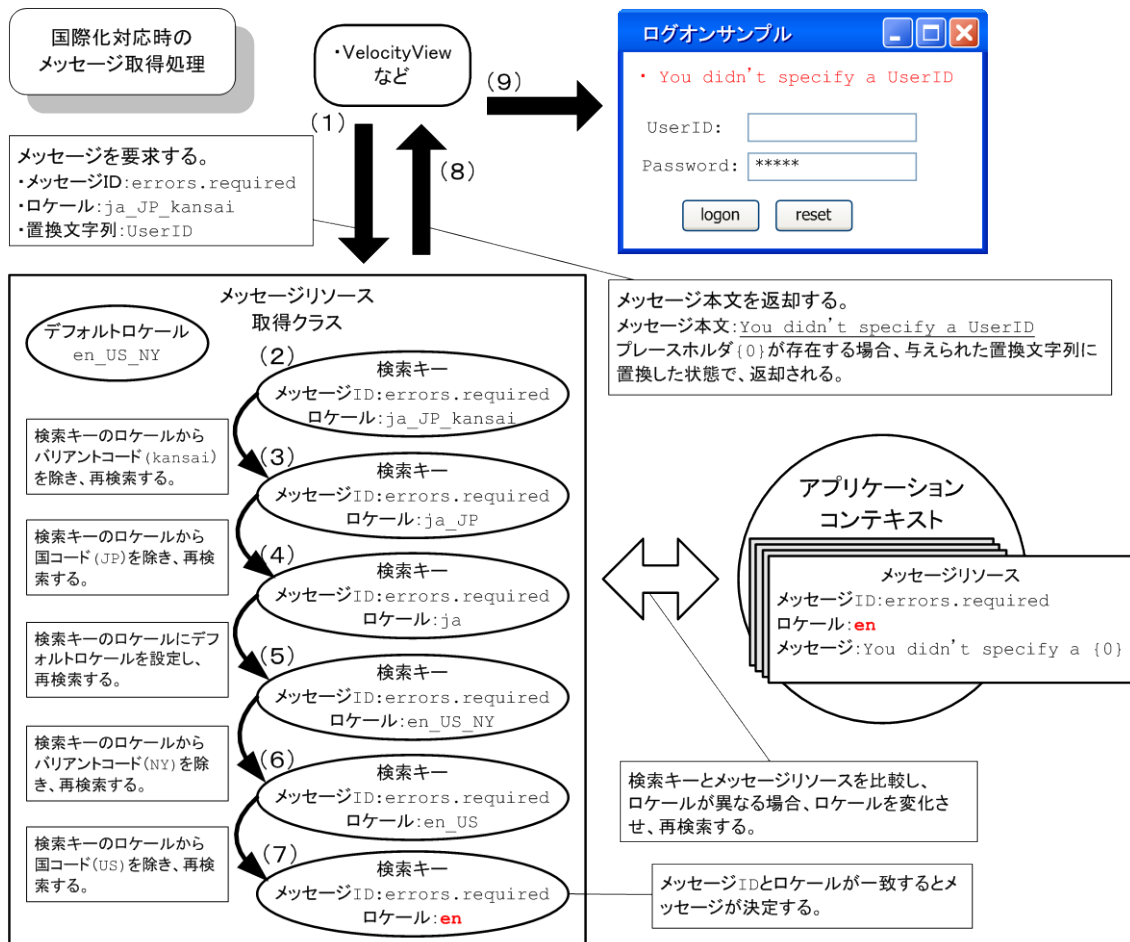 国際化対応時の
メッセージ取得処理
・VelocityView
など
(9)
ログオンサンプル
・You didn't specify a UserID
UserID:
Password:
*****
logon
reset
(1)
(8)
メッセージを要求する。
・メッセージID:errors.required
・ロケール:ja_JP_kansai
・置換文字列:UserID
メッセージ本文を返却する。
メッセージ本文:You didn't specify a UserID
プレースホルダ{0}が存在する場合、与えられた置換文字列に
置換した状態で、返却される。
メッセージリソース
取得クラス
デフォルトロケール
en_US_NY
(2)
検索キー
メッセージID:errors.required
ロケール:ja_JP_kansai
検索キーのロケールから
バリアントコード(kansai)
を除き、再検索する。
(3)
検索キー
メッセージID:errors.required
ロケール:ja_JP
検索キーのロケールから
国コード(JP)を除き、再検
索する。
(4)
検索キー
メッセージID:errors.required
ロケール:ja
検索キーのロケールにデフ
ォルトロケールを設定し、
再検索する。
(5)
検索キー
メッセージID:errors.required
ロケール:en_US_NY
検索キーのロケールから
バリアントコード(NY)を除
き、再検索する。
(6)
検索キー
メッセージID:errors.required
ロケール:en_US
検索キーのロケールから
国コード(US)を除き、再検
索する。
(7)
検索キー
メッセージID:errors.required
ロケール:en
アプリケーション
コンテキスト
メッセージリソース
メッセージID:errors.required
ロケール:en
メッセージ:You didn't specify a {0}
検索キーとメッセージリソースを比較し、
ロケールが異なる場合、ロケールを変化さ
せ、再検索する。
メッセージIDとロケールが一致するとメ
ッセージが決定する。